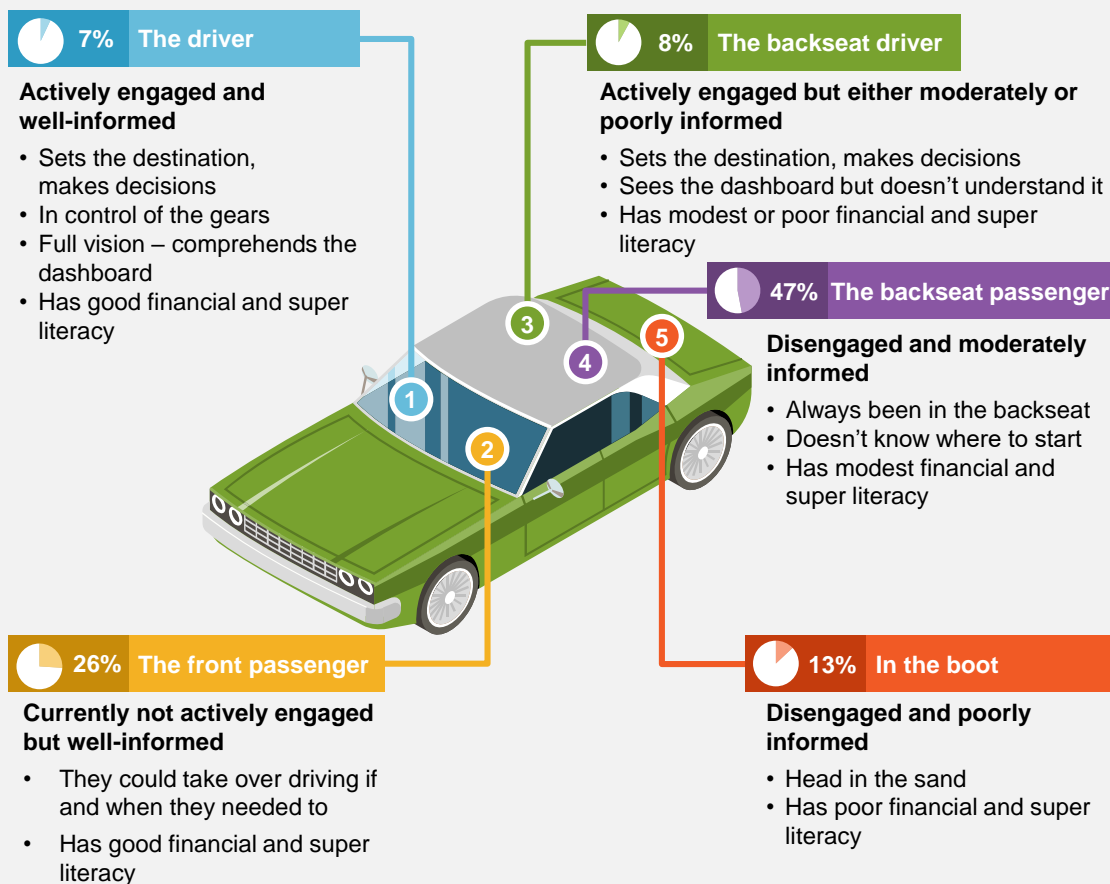 7% The driver
Actively engaged and
well-informed
• Sets the destination,
makes decisions
• In control of the gears
• Full vision – comprehends the
dashboard
• Has good financial and super
literacy
8% The backseat driver
Actively engaged but either moderately or
poorly informed
• Sets the destination, makes decisions
• Sees the dashboard but doesn’t understand it
• Has modest or poor financial and super
literacy
47% The backseat passenger
Disengaged and moderately
informed
• Always been in the backseat
• Doesn’t know where to start
• Has modest financial and
super literacy
3
5
4
1
2
26% The front passenger
Currently not actively engaged
but well-informed
• They could take over driving if
and when they needed to
• Has good financial and super
literacy
13% In the boot
Disengaged and poorly
informed
• Head in the sand
• Has poor financial and super
literacy